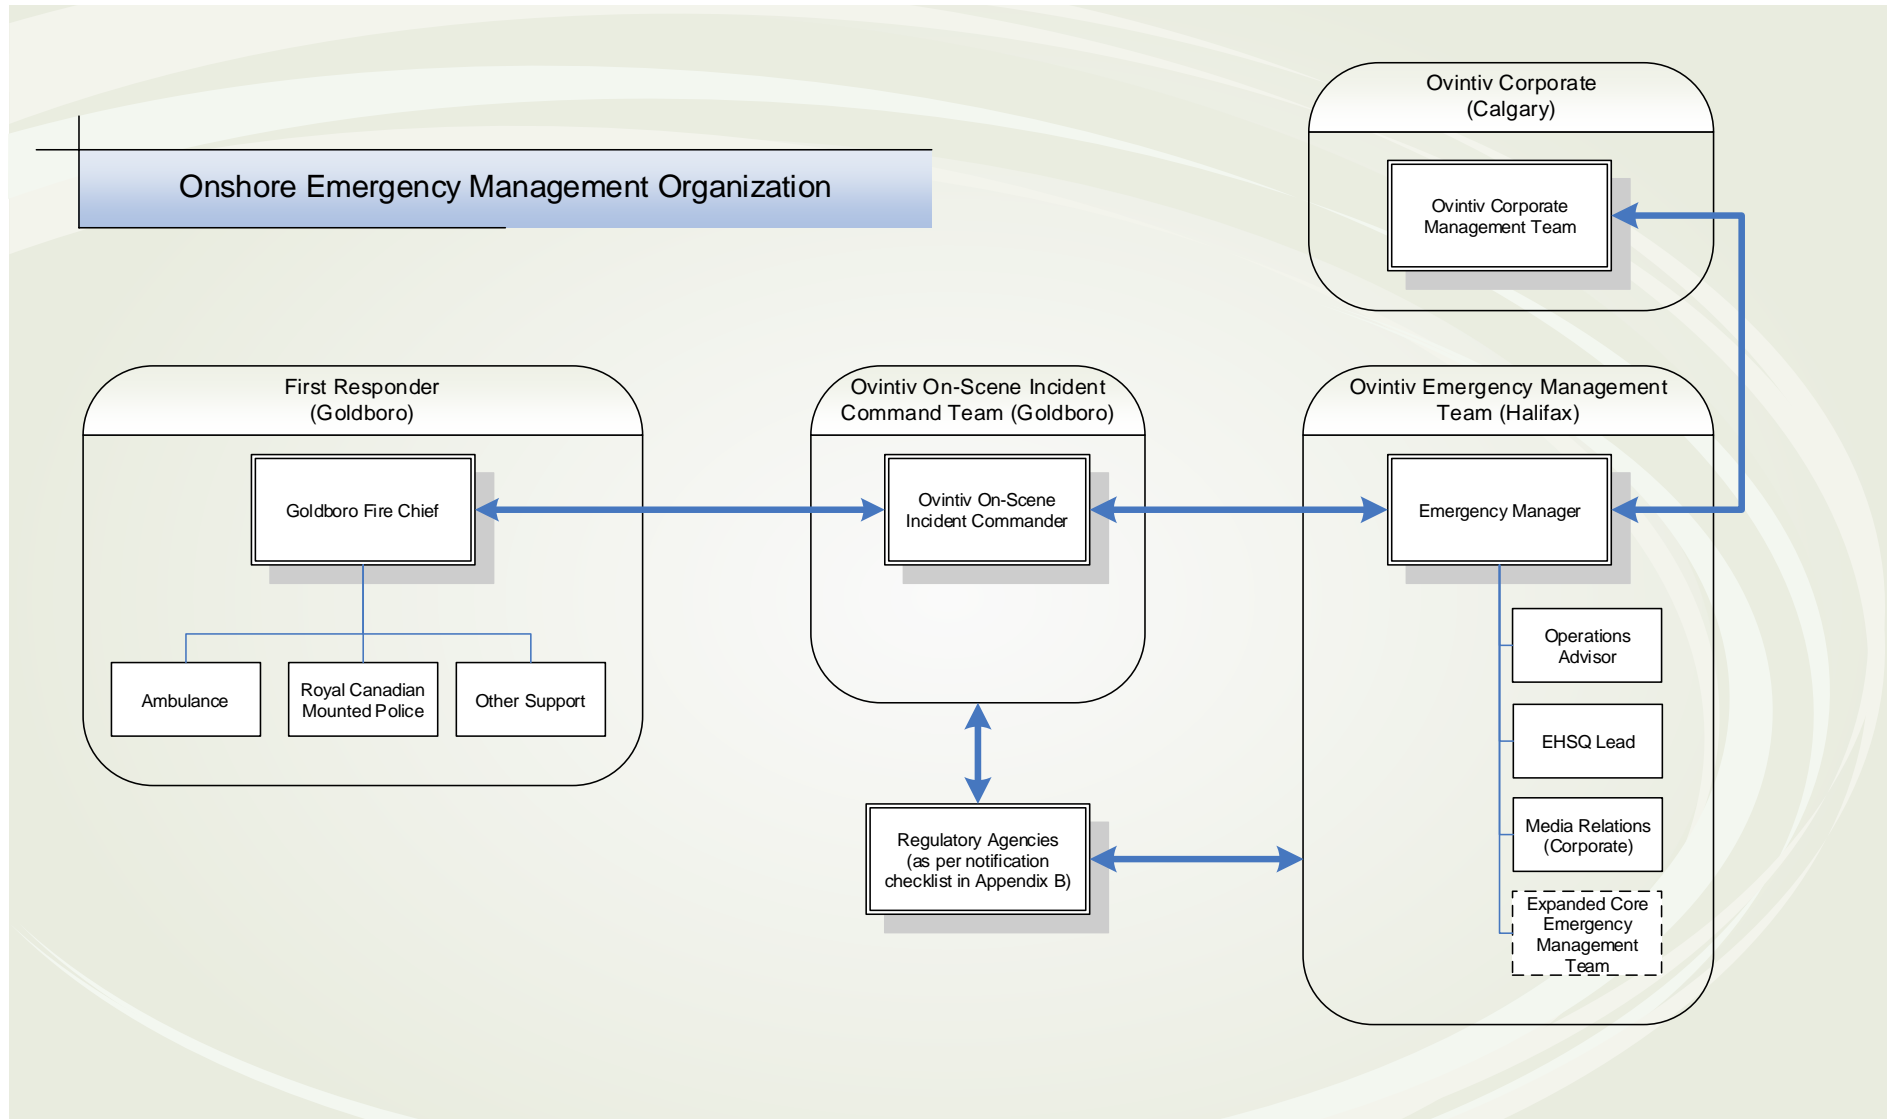 Onshore Emergency Management Organization
Ovintiv Corporate
(Calgary)
Ovintiv Corporate
Management Team
First Responder
(Goldboro)
Goldboro Fire Chief
Ambulance
Royal Canadian
Mounted Police
Other Support
Ovintiv On-Scene Incident
Command Team (Goldboro)
Ovintiv On-Scene
Incident Commander
Regulatory Agencies
(as per notification
checklist in Appendix B)
Ovintiv Emergency Management
Team (Halifax)
Emergency Manager
Operations
Advisor
EHSQ Lead
Media Relations
(Corporate)
Expanded Core
Emergency
Management
Team